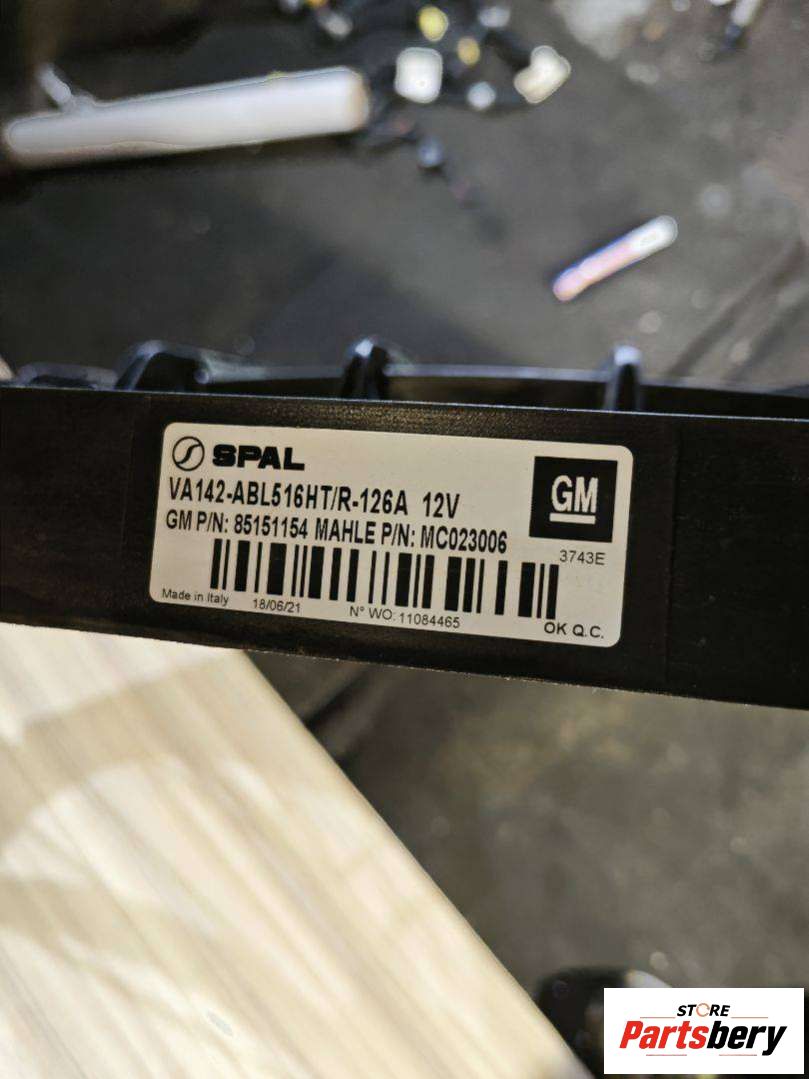 SPAL
VA142-ABL516HT/R-126A 12V
GM
GM P/N: 85151154 MAHLE P/N: MC023006
3743E
Made in Italy 18/06/21 N° WO: 11084465 OK Q.C.
STORE
Partsbery